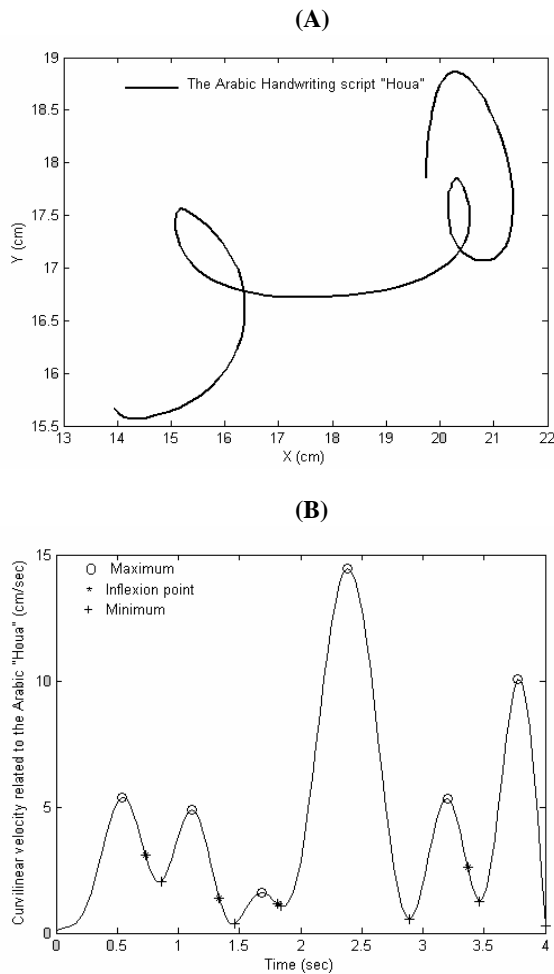 (A)
19
18.5
18
17.5
17
16.5
16
15.5
Y (cm)
The Arabic Handwriting script "Houa"
13 14 15 16 17 18 19 20 21 22
X (cm)
(B)
15
10
5
0
Curvilinear velocity related to the Arabic "Houa" (cm/sec)
Maximum
Inflexion point
Minimum
0 0.5 1 1.5 2 2.5 3 3.5 4
Time (sec)